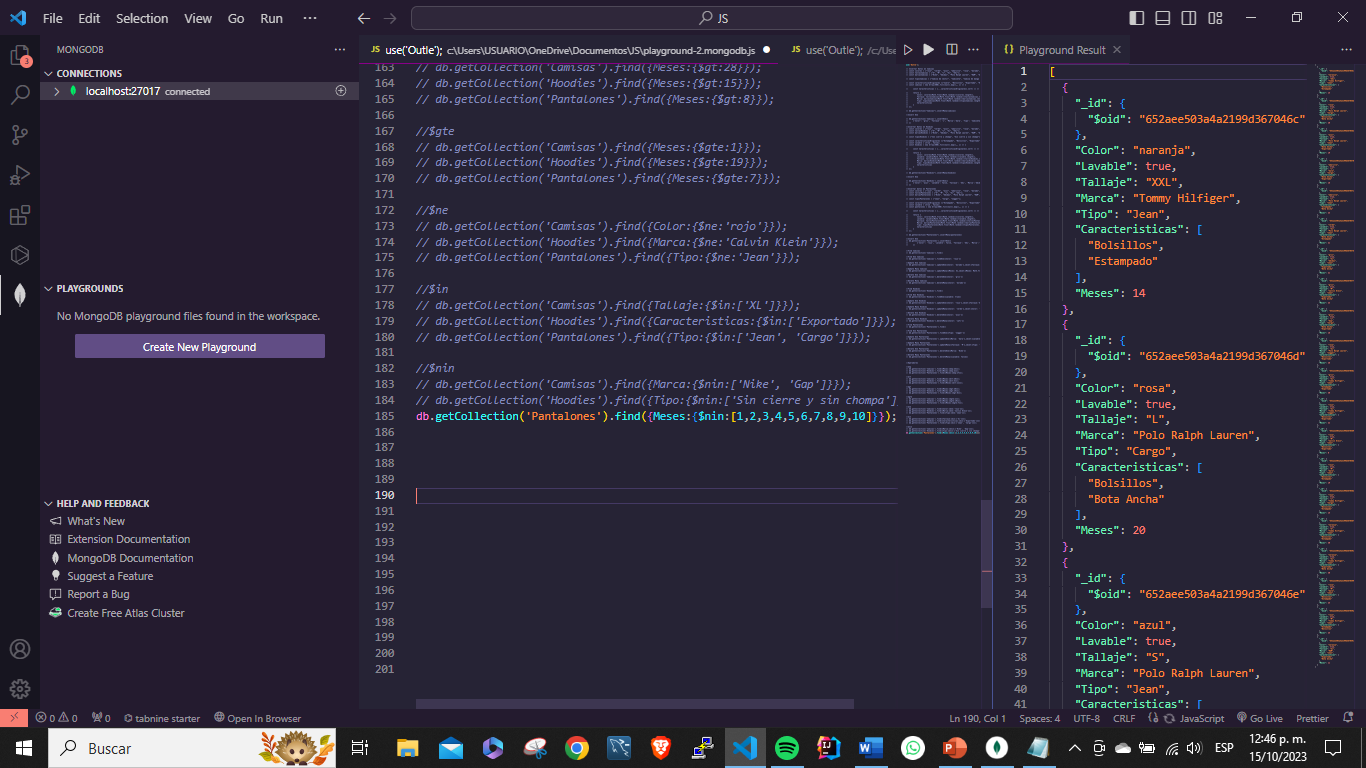 File Edit Selection View Go Run ··· JS
MONGODB ···
CONNECTIONS
localhost:27017 connected
PLAYGROUNDS
No MongoDB playground files found in the workspace.
Create New Playground
HELP AND FEEDBACK
What's New
Extension Documentation
MongoDB Documentation
Suggest a Feature
Report a Bug
Create Free Atlas Cluster
JS use('Outle'); c:\Users\USUARIO\OneDrive\Documentos\JS\playground-2.mongodb.js
JS use('Outle'); /c:/Use
163 // db.getCollection('Camisas').find({Meses:{$gt:28}});
164 // db.getCollection('Hoodies').find({Meses:{$gt:15}});
165 // db.getCollection('Pantalones').find({Meses:{$gt:8}});
166
167 //$gte
168 // db.getCollection('Camisas').find({Meses:{$gte:1}});
169 // db.getCollection('Hoodies').find({Meses:{$gte:19}});
170 // db.getCollection('Pantalones').find({Meses:{$gte:7}});
171
172 //$ne
173 // db.getCollection('Camisas').find({Color:{$ne:'rojo'}});
174 // db.getCollection('Hoodies').find({Marca:{$ne:'Calvin Klein'}});
175 // db.getCollection('Pantalones').find({Tipo:{$ne:'Jean'}});
176
177 //$in
178 // db.getCollection('Camisas').find({Tallaje:{$in:['XL']}});
179 // db.getCollection('Hoodies').find({Caracteristicas:{$in:['Exportado']}});
180 // db.getCollection('Pantalones').find({Tipo:{$in:['Jean', 'Cargo']}});
181
182 //$nin
183 // db.getCollection('Camisas').find({Marca:{$nin:['Nike', 'Gap']}});
184 // db.getCollection('Hoodies').find({Tipo:{$nin:['Sin cierre y sin chompa']
185 db.getCollection('Pantalones').find({Meses:{$nin:[1,2,3,4,5,6,7,8,9,10]}});
186
187
188
189
190
191
192
193
194
195
196
197
198
199
200
201
Playground Result
1 [
2 {
3 "_id": {
4 "$oid": "652aee503a4a2199d367046c"
5 },
6 "Color": "naranja",
7 "Lavable": true,
8 "Tallaje": "XXL",
9 "Marca": "Tommy Hilfiger",
10 "Tipo": "Jean",
11 "Caracteristicas": [
12 "Bolsillos",
13 "Estampado"
14 ],
15 "Meses": 14
16 },
17 {
18 "_id": {
19 "$oid": "652aee503a4a2199d367046d"
20 },
21 "Color": "rosa",
22 "Lavable": true,
23 "Tallaje": "L",
24 "Marca": "Polo Ralph Lauren",
25 "Tipo": "Cargo",
26 "Caracteristicas": [
27 "Bolsillos",
28 "Bota Ancha"
29 ],
30 "Meses": 20
31 },
32 {
33 "_id": {
34 "$oid": "652aee503a4a2199d367046e"
35 },
36 "Color": "azul",
37 "Lavable": true,
38 "Tallaje": "S",
39 "Marca": "Polo Ralph Lauren",
40 "Tipo": "Jean",
41 "Caracteristicas": [
0 0 0 tabnine starter Open In Browser Ln 190, Col 1 Spaces: 4 UTF-8 CRLF JavaScript Go Live Prettier
Buscar ESP 12:46 p. m.
15/10/2023